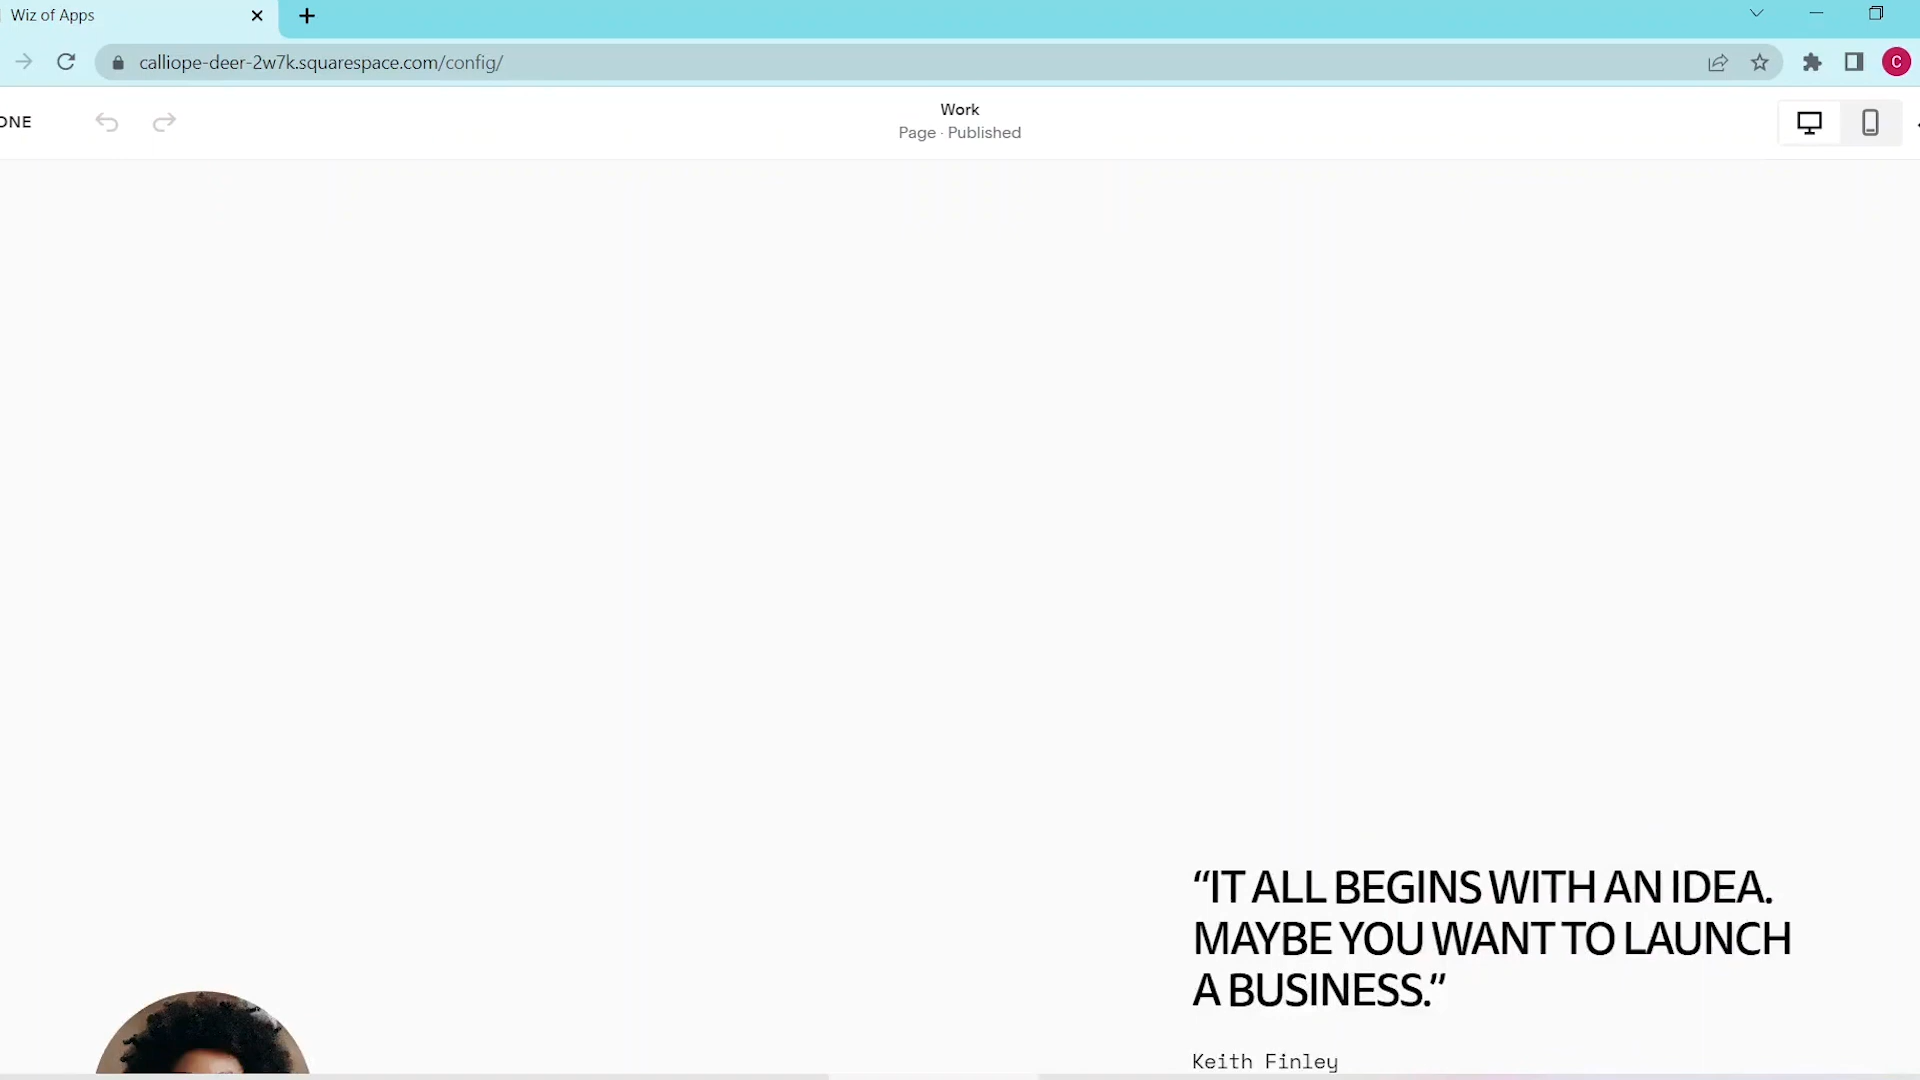 Wiz of Apps
calliope-deer-2w7k.squarespace.com/config/
C
ONE
Work
Page · Published
“IT ALL BEGINS WITH AN IDEA.
MAYBE YOU WANT TO LAUNCH
A BUSINESS.”
Keith Finley